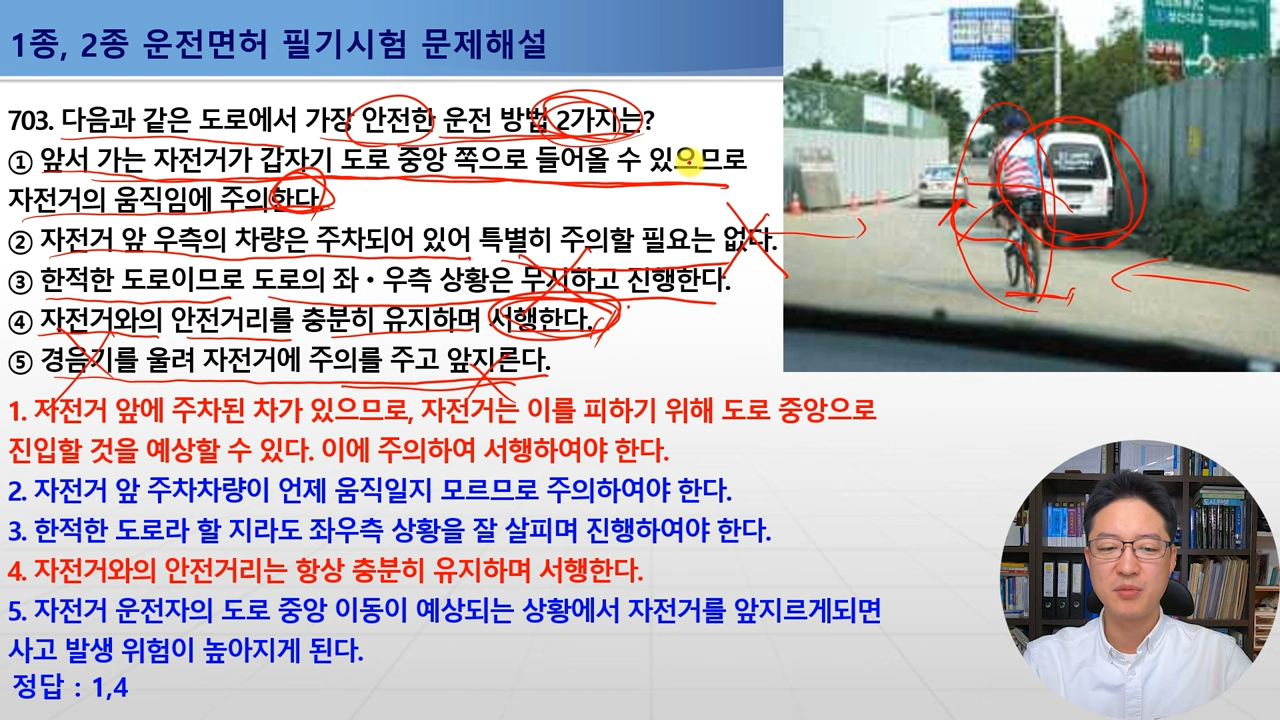 1종, 2종 운전면허 필기시험 문제해설
703. 다음과 같은 도로에서 가장 안전한 운전 방법 2가지는?
① 앞서 가는 자전거가 갑자기 도로 중앙 쪽으로 들어올 수 있으므로
자전거의 움직임에 주의한다.
② 자전거 앞 우측의 차량은 주차되어 있어 특별히 주의할 필요는 없다.
③ 한적한 도로이므로 도로의 좌・우측 상황은 무시하고 진행한다.
④ 자전거와의 안전거리를 충분히 유지하며 서행한다.
⑤ 경음기를 울려 자전거에 주의를 주고 앞지른다.
1. 자전거 앞에 주차된 차가 있으므로, 자전거는 이를 피하기 위해 도로 중앙으로
진입할 것을 예상할 수 있다. 이에 주의하여 서행하여야 한다.
2. 자전거 앞 주차차량이 언제 움직일지 모르므로 주의하여야 한다.
3. 한적한 도로라 할 지라도 좌우측 상황을 잘 살피며 진행하여야 한다.
4. 자전거와의 안전거리는 항상 충분히 유지하며 서행한다.
5. 자전거 운전자의 도로 중앙 이동이 예상되는 상황에서 자전거를 앞지르게되면
사고 발생 위험이 높아지게 된다.
정답 : 1,4